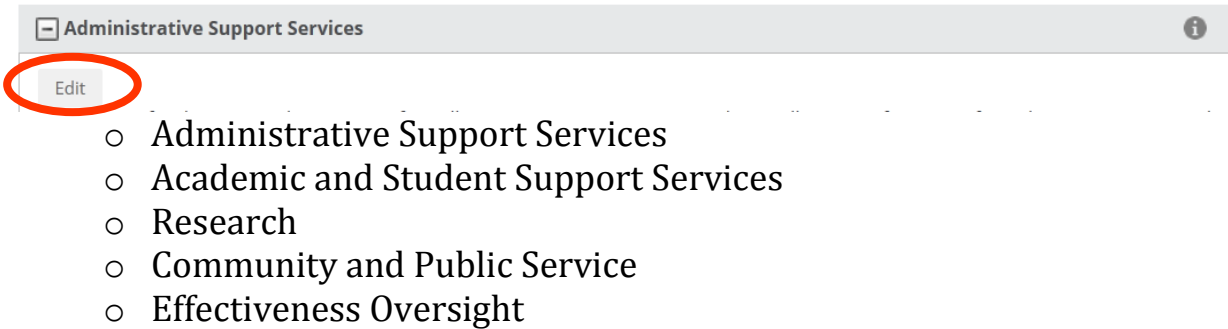 Administrative Support Services
Edit
o Administrative Support Services
o Academic and Student Support Services
o Research
o Community and Public Service
o Effectiveness Oversight